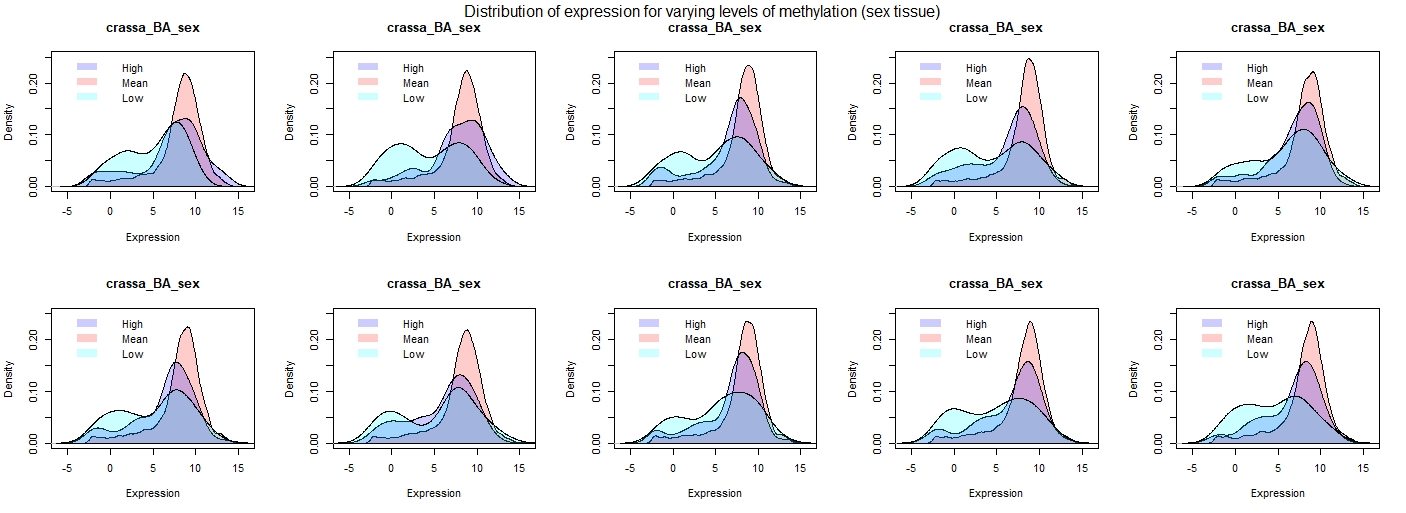 Distribution of expression for varying levels of methylation (sex tissue)
crassa_BA_sex
Density
0.20
0.10
0.00
High
Mean
Low
-5 0 5 10 15
Expression
crassa_BA_sex
Density
0.20
0.10
0.00
High
Mean
Low
-5 0 5 10 15
Expression
crassa_BA_sex
Density
0.20
0.10
0.00
High
Mean
Low
-5 0 5 10 15
Expression
crassa_BA_sex
Density
0.20
0.10
0.00
High
Mean
Low
-5 0 5 10 15
Expression
crassa_BA_sex
Density
0.20
0.10
0.00
High
Mean
Low
-5 0 5 10 15
Expression
crassa_BA_sex
Density
0.20
0.10
0.00
High
Mean
Low
-5 0 5 10 15
Expression
crassa_BA_sex
Density
0.20
0.10
0.00
High
Mean
Low
-5 0 5 10 15
Expression
crassa_BA_sex
Density
0.20
0.10
0.00
High
Mean
Low
-5 0 5 10 15
Expression
crassa_BA_sex
Density
0.20
0.10
0.00
High
Mean
Low
-5 0 5 10 15
Expression
crassa_BA_sex
Density
0.20
0.10
0.00
High
Mean
Low
-5 0 5 10 15
Expression